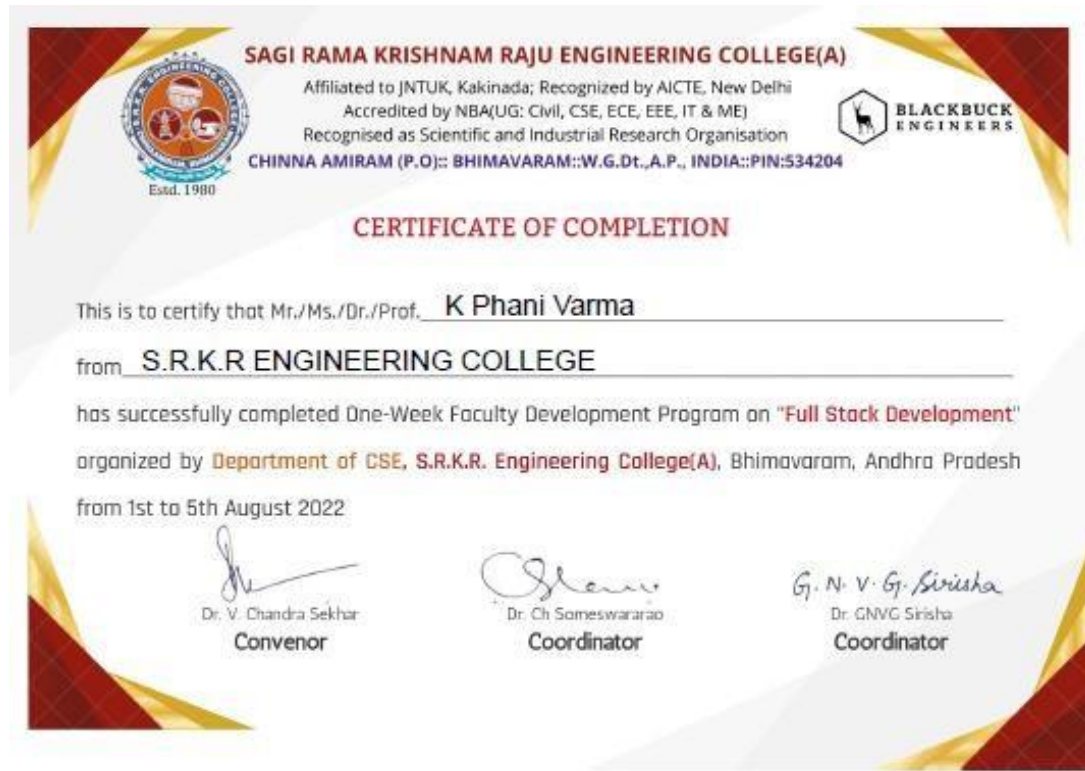 SAGI RAMA KRISHNAM RAJU ENGINEERING COLLEGE(A)
Affiliated to JNTUK, Kakinada; Recognized by AICTE, New Delhi
Accredited by NBA(UG: Civil, CSE, ECE, EEE, IT & ME)
Recognised as Scientific and Industrial Research Organisation
CHINNA AMIRAM (P.O):: BHIMAVARAM::W.G.Dt.,A.P., INDIA::PIN:534204
Estd. 1980
BLACKBUCK
ENGINEERS
CERTIFICATE OF COMPLETION
This is to certify that Mr./Ms./Dr./Prof. K Phani Varma
from S.R.K.R ENGINEERING COLLEGE
has successfully completed One-Week Faculty Development Program on "Full Stack Development"
organized by Department of CSE, S.R.K.R. Engineering College(A), Bhimavaram, Andhra Pradesh
from 1st to 5th August 2022
G. N. V. G. Sirisha
Dr. V. Chandra Sekhar
Convenor
Dr. Ch Someswararao
Coordinator
Dr. GNVG Sirisha
Coordinator